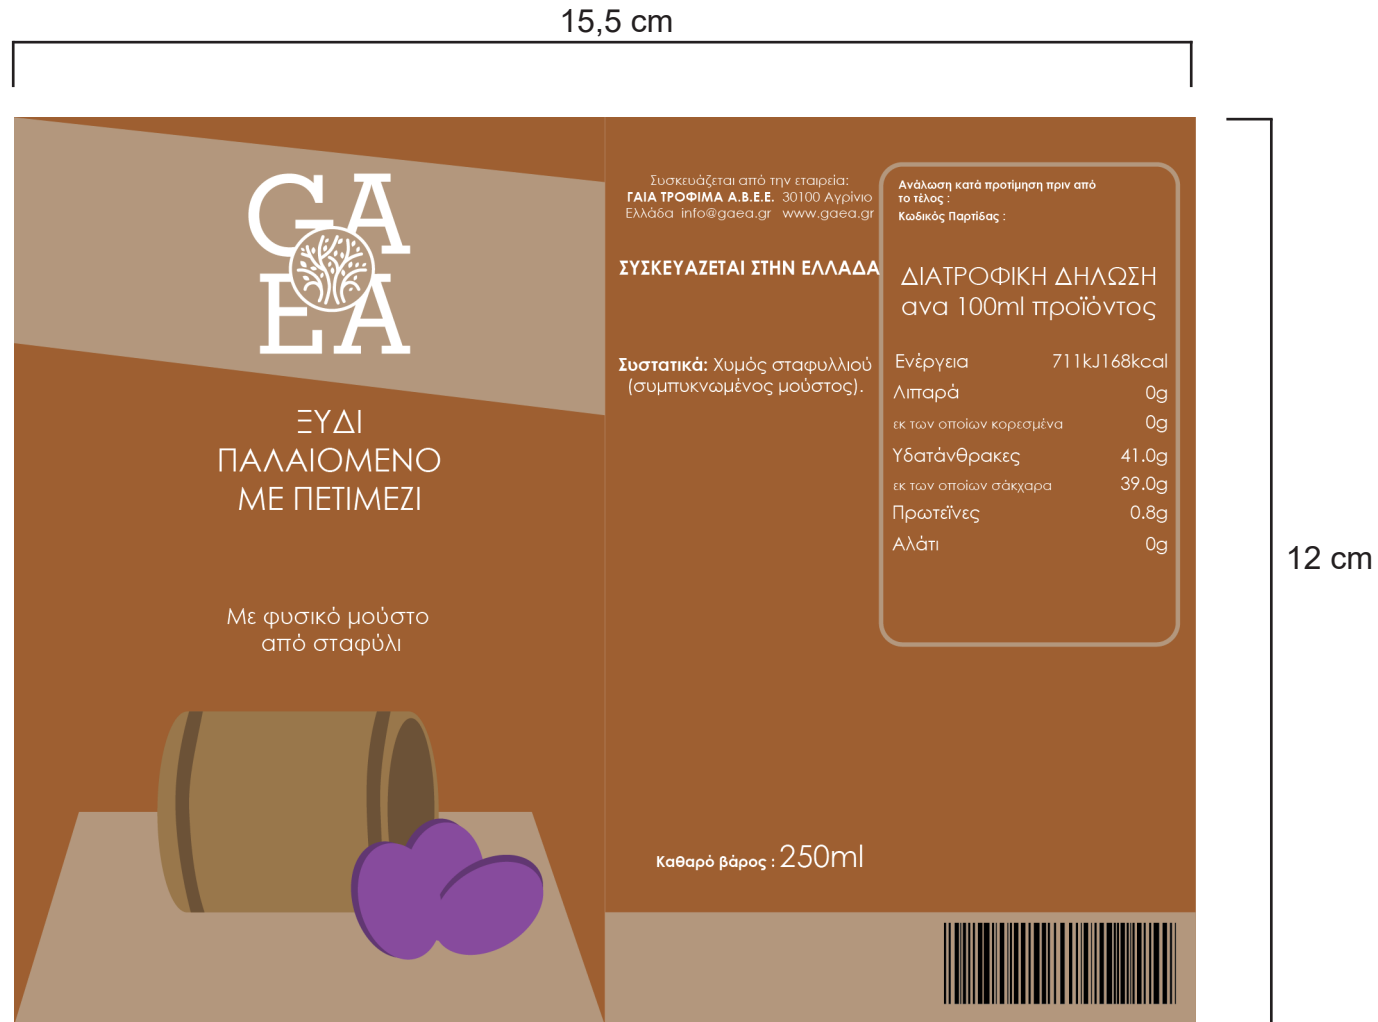 15,5 cm
12 cm
GA
EA
ΞΥΔΙ
ΠΑΛΑΙΟΜΕΝΟ
ΜΕ ΠΕΤΙΜΕΖΙ
Με φυσικό μούστο
από σταφύλι
Συσκευάζεται από την εταιρεία:
ΓΑΙΑ ΤΡΟΦΙΜΑ Α.Β.Ε.Ε. 30100 Αγρίνιο
Ελλάδα info@gaea.gr www.gaea.gr
ΣΥΣΚΕΥΑΖΕΤΑΙ ΣΤΗΝ ΕΛΛΑΔΑ
Συστατικά: Χυμός σταφυλλιού
(συμπυκνωμένος μούστος).
Καθαρό βάρος : 250ml
Ανάλωση κατά προτίμηση πριν από
το τέλος :
Κωδικός Παρτίδας :
ΔΙΑΤΡΟΦΙΚΗ ΔΗΛΩΣΗ
ανα 100ml προϊόντος
Ενέργεια 711kJ168kcal
Λιπαρά 0g
εκ των οποίων κορεσμένα 0g
Υδατάνθρακες 41.0g
εκ των οποίων σάκχαρα 39.0g
Πρωτεΐνες 0.8g
Αλάτι 0g